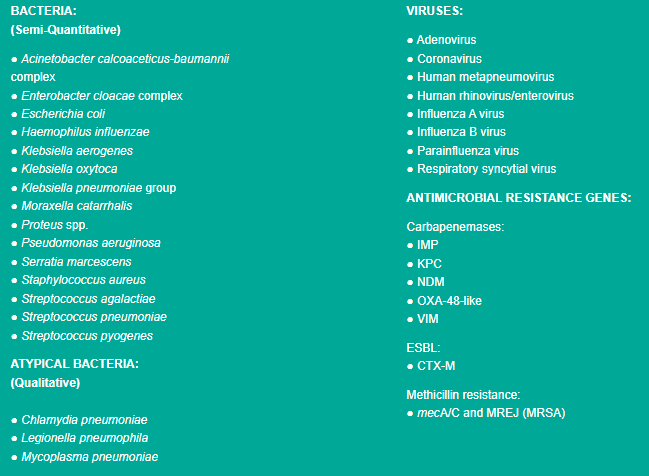 BACTERIA:
(Semi-Quantitative)
● Acinetobacter calcoaceticus-baumannii
complex
● Enterobacter cloacae complex
● Escherichia coli
● Haemophilus influenzae
● Klebsiella aerogenes
● Klebsiella oxytoca
● Klebsiella pneumoniae group
● Moraxella catarrhalis
● Proteus spp.
● Pseudomonas aeruginosa
● Serratia marcescens
● Staphylococcus aureus
● Streptococcus agalactiae
● Streptococcus pneumoniae
● Streptococcus pyogenes
ATYPICAL BACTERIA:
(Qualitative)
● Chlamydia pneumoniae
● Legionella pneumophila
● Mycoplasma pneumoniae
VIRUSES:
● Adenovirus
● Coronavirus
● Human metapneumovirus
● Human rhinovirus/enterovirus
● Influenza A virus
● Influenza B virus
● Parainfluenza virus
● Respiratory syncytial virus
ANTIMICROBIAL RESISTANCE GENES:
Carbapenemases:
● IMP
● KPC
● NDM
● OXA-48-like
● VIM
ESBL:
● CTX-M
Methicillin resistance:
● mecA/C and MREJ (MRSA)